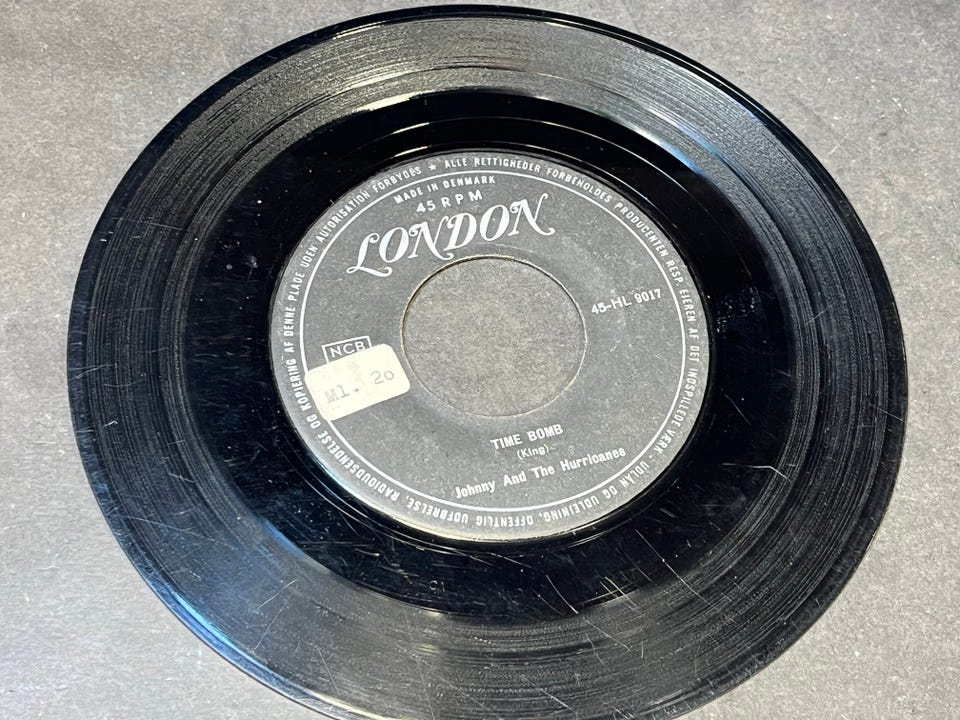 ALLE RETTIGHEDER FORBEHOLDES PRODUCENTEN RESP. EJEREN AF DET INDSPILLEDE VÆRK. UDLÅN OG UDLEJNING, OFFENTLIG UDFØRELSE, RADIOUDSENDELSE OG KOPIERING AF DENNE PLADE UDEN AUTORISATION FORBYDES ★
MADE IN DENMARK
45 RPM
LONDON
45-HL 9017
NCB
M1. 20
TIME BOMB
(King)
Johnny And The Hurricanes